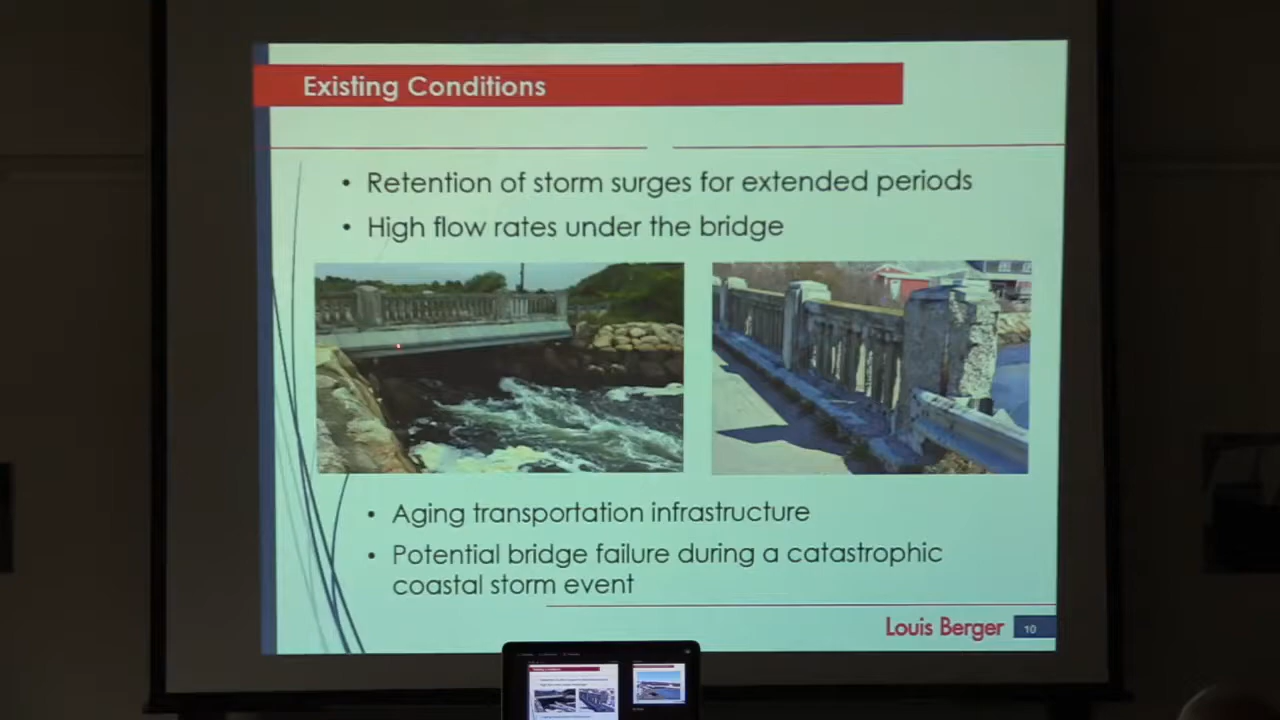 Existing Conditions
• Retention of storm surges for extended periods
• High flow rates under the bridge
• Aging transportation infrastructure
• Potential bridge failure during a catastrophic
coastal storm event
Louis Berger
10